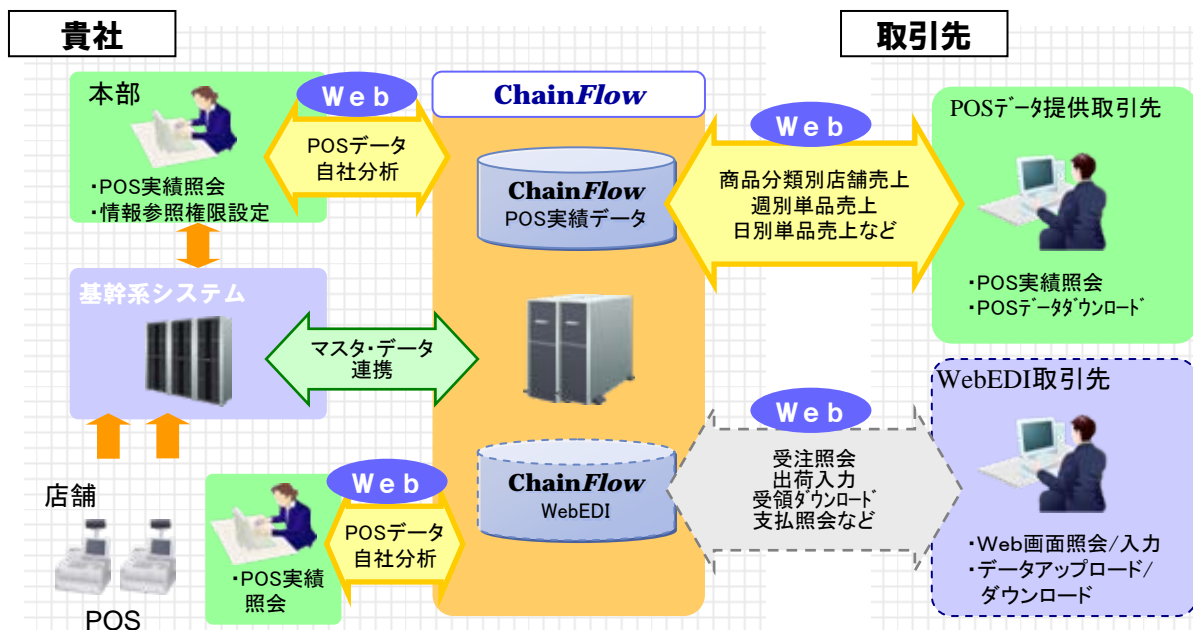 貴社
取引先
本部
・POS実績照会
・情報参照権限設定
Web
POSデータ
自社分析
ChainFlow
ChainFlow
POS実績データ
Web
商品分類別店舗売上
週別単品売上
日別単品売上など
POSﾃﾞｰﾀ提供取引先
・POS実績照会
・POSﾃﾞｰﾀﾀﾞｳﾝﾛｰﾄﾞ
基幹系システム
マスタ・データ
連携
店舗
POS
・POS実績
照会
Web
POSデータ
自社分析
ChainFlow
WebEDI
Web
受注照会
出荷入力
受領ﾀﾞｳﾝﾛｰﾄﾞ
支払照会など
WebEDI取引先
・Web画面照会/入力
・データアップロード/
ダウンロード